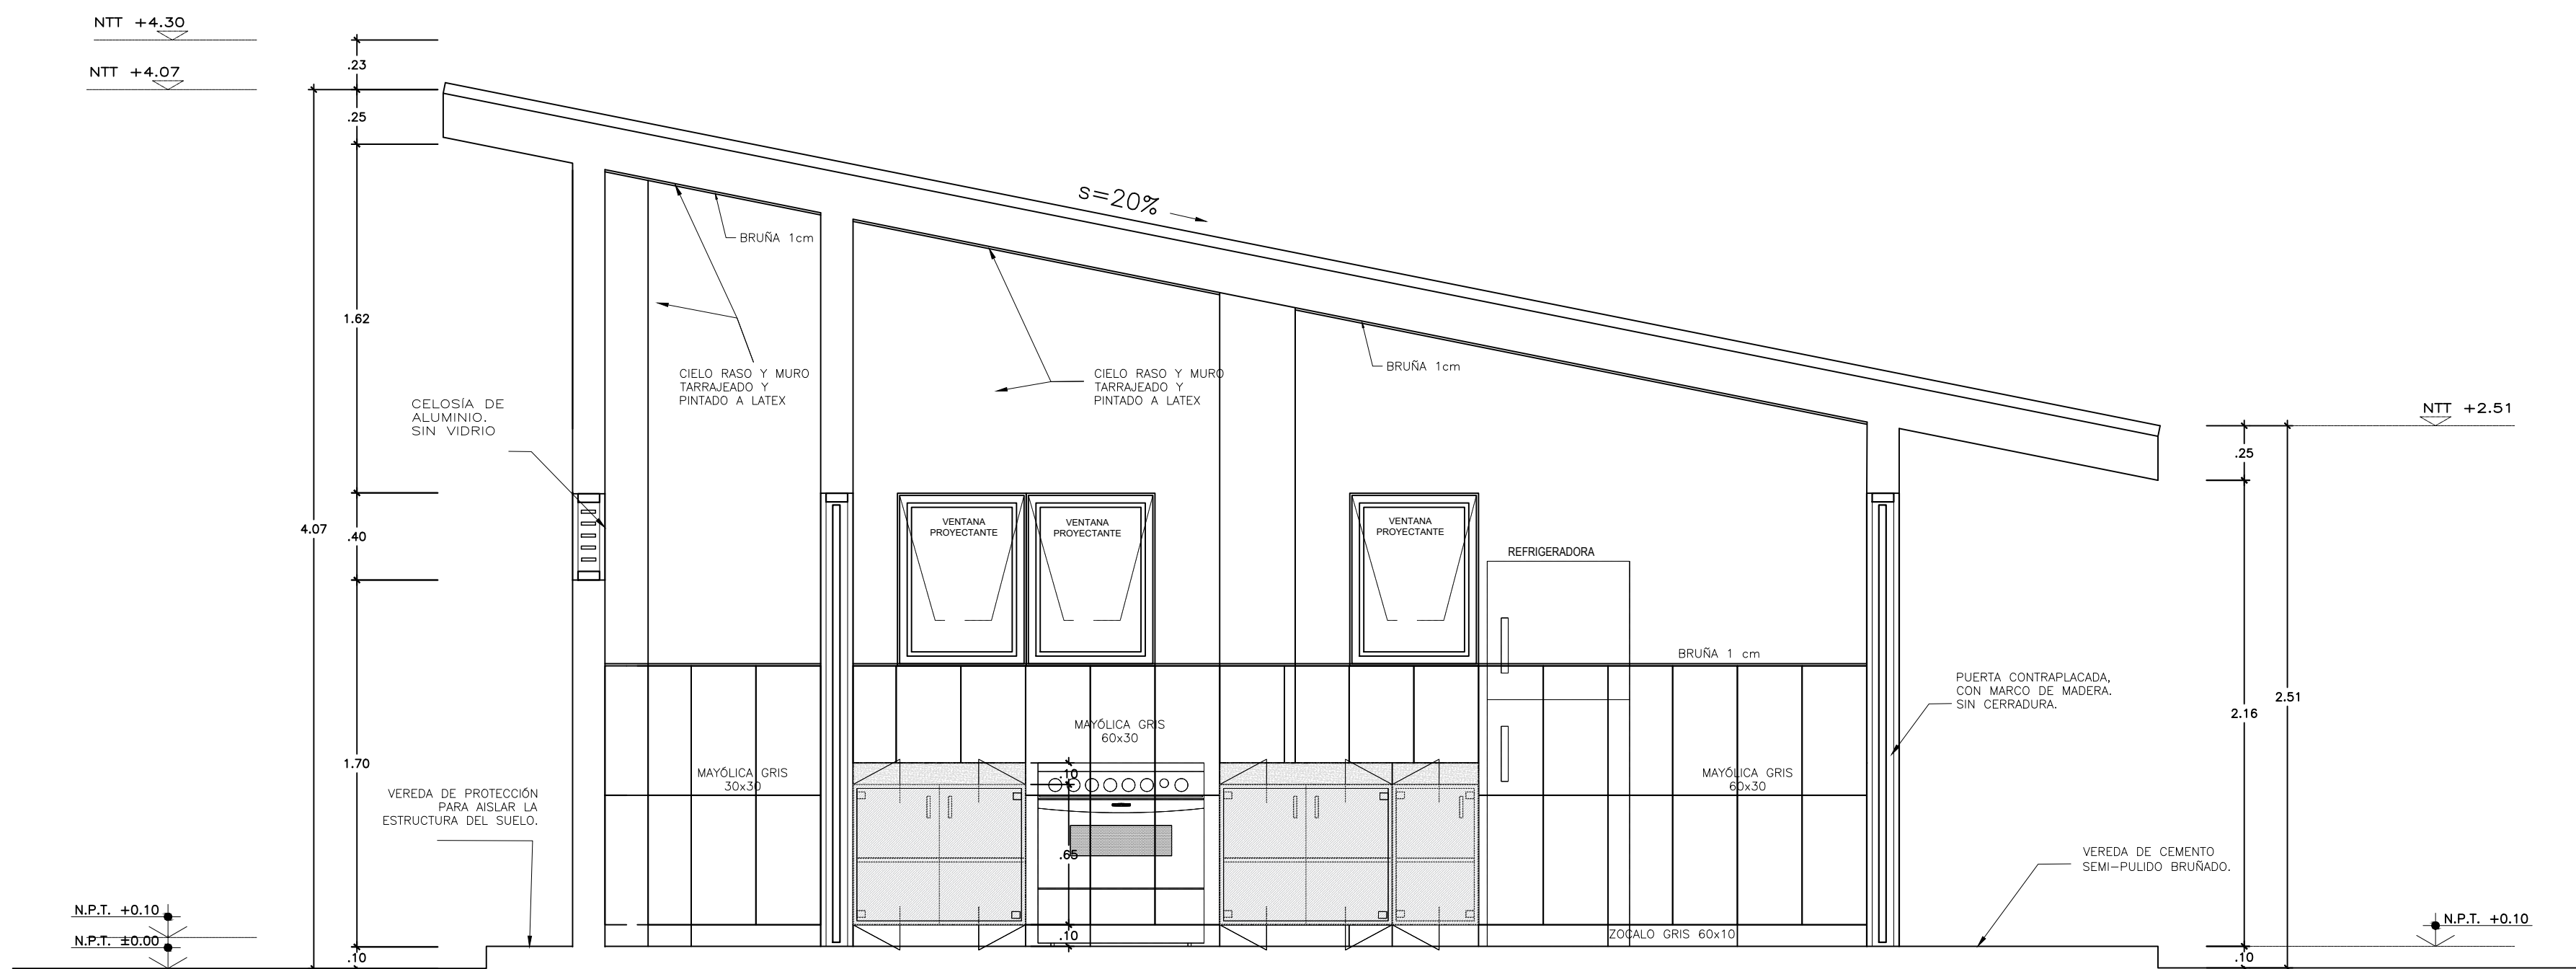 NTT +4.30
NTT +4.07
.23
.25
1.62
4.07
.40
1.70
.10
s=20%
BRUÑA 1cm
CIELO RASO Y MURO
TARRAJEADO Y
PINTADO A LATEX
CIELO RASO Y MURO
TARRAJEADO Y
PINTADO A LATEX
BRUÑA 1cm
CELOSÍA DE
ALUMINIO.
SIN VIDRIO
NTT +2.51
.25
2.16
2.51
.10
VENTANA
PROYECTANTE
VENTANA
PROYECTANTE
VENTANA
PROYECTANTE
REFRIGERADORA
BRUÑA 1 cm
PUERTA CONTRAPLACADA,
CON MARCO DE MADERA.
SIN CERRADURA.
MAYÓLICA GRIS
60x30
MAYÓLICA GRIS
30x30
MAYÓLICA GRIS
60x30
.10
.65
.10
VEREDA DE PROTECCIÓN
PARA AISLAR LA
ESTRUCTURA DEL SUELO.
VEREDA DE CEMENTO
SEMI-PULIDO BRUÑADO.
ZOCALO GRIS 60x10
N.P.T. +0.10
N.P.T. ±0.00
N.P.T. +0.10